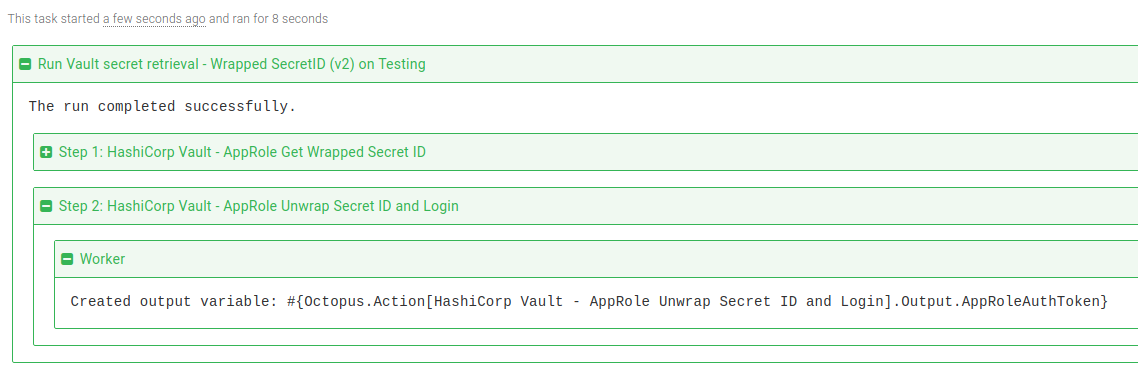 This task started a few seconds ago and ran for 8 seconds
Run Vault secret retrieval - Wrapped SecretID (v2) on Testing
The run completed successfully.
Step 1: HashiCorp Vault - AppRole Get Wrapped Secret ID
Step 2: HashiCorp Vault - AppRole Unwrap Secret ID and Login
Worker
Created output variable: #{Octopus.Action[HashiCorp Vault - AppRole Unwrap Secret ID and Login].Output.AppRoleAuthToken}